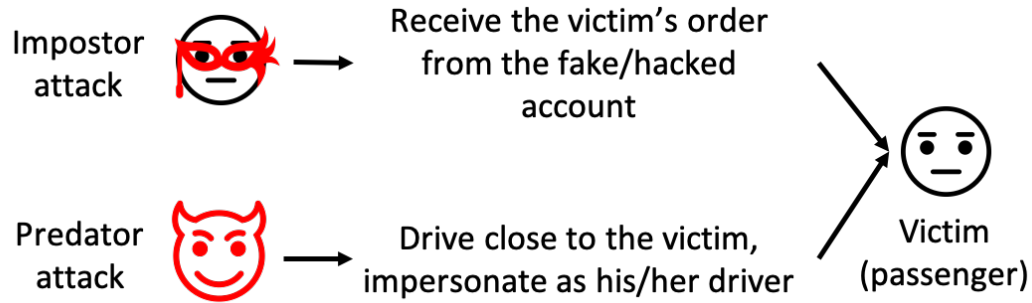 Impostor
attack
Receive the victim’s order
from the fake/hacked
account
Predator
attack
Drive close to the victim,
impersonate as his/her driver
Victim
(passenger)